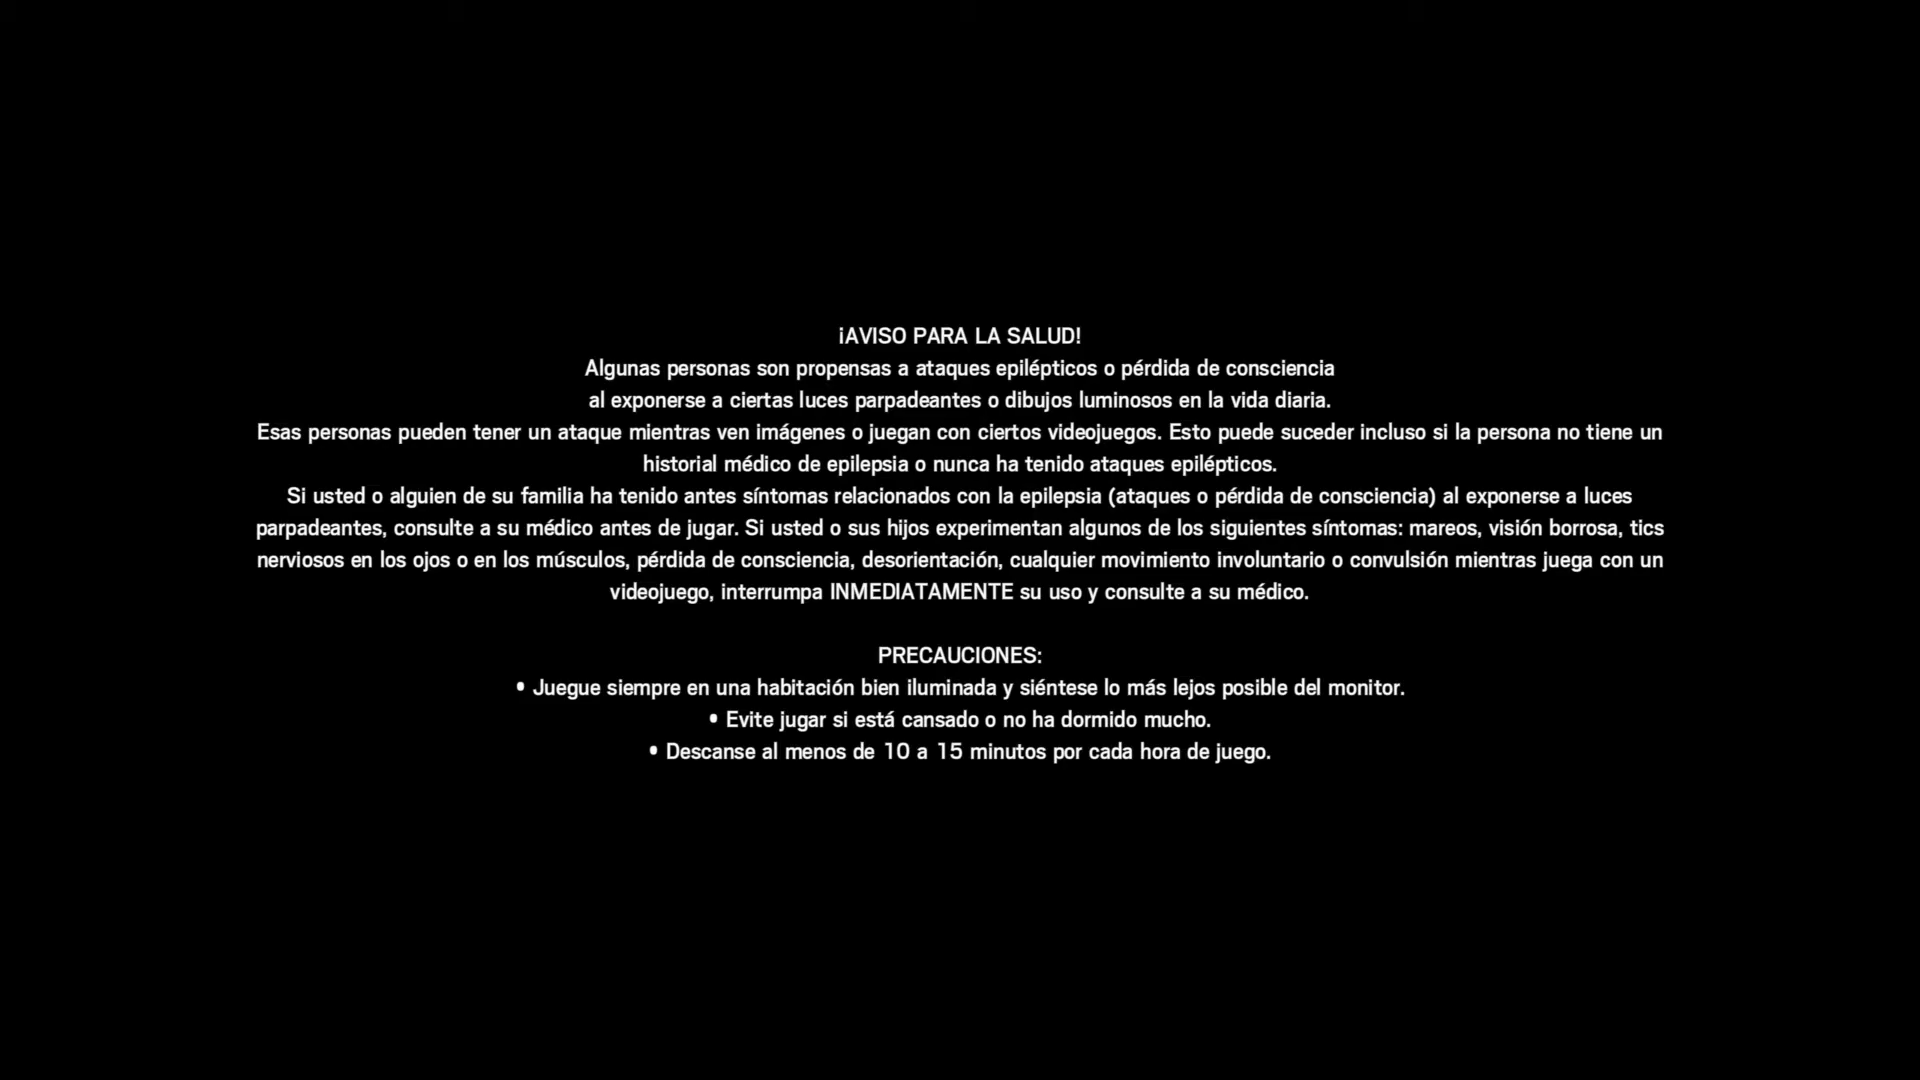 ¡AVISO PARA LA SALUD!
Algunas personas son propensas a ataques epilépticos o pérdida de consciencia
al exponerse a ciertas luces parpadeantes o dibujos luminosos en la vida diaria.
Esas personas pueden tener un ataque mientras ven imágenes o juegan con ciertos videojuegos. Esto puede suceder incluso si la persona no tiene un
historial médico de epilepsia o nunca ha tenido ataques epilépticos.
Si usted o alguien de su familia ha tenido antes síntomas relacionados con la epilepsia (ataques o pérdida de consciencia) al exponerse a luces
parpadeantes, consulte a su médico antes de jugar. Si usted o sus hijos experimentan algunos de los siguientes síntomas: mareos, visión borrosa, tics
nerviosos en los ojos o en los músculos, pérdida de consciencia, desorientación, cualquier movimiento involuntario o convulsión mientras juega con un
videojuego, interrumpa INMEDIATAMENTE su uso y consulte a su médico.
PRECAUCIONES:
• Juegue siempre en una habitación bien iluminada y siéntese lo más lejos posible del monitor.
• Evite jugar si está cansado o no ha dormido mucho.
• Descanse al menos de 10 a 15 minutos por cada hora de juego.